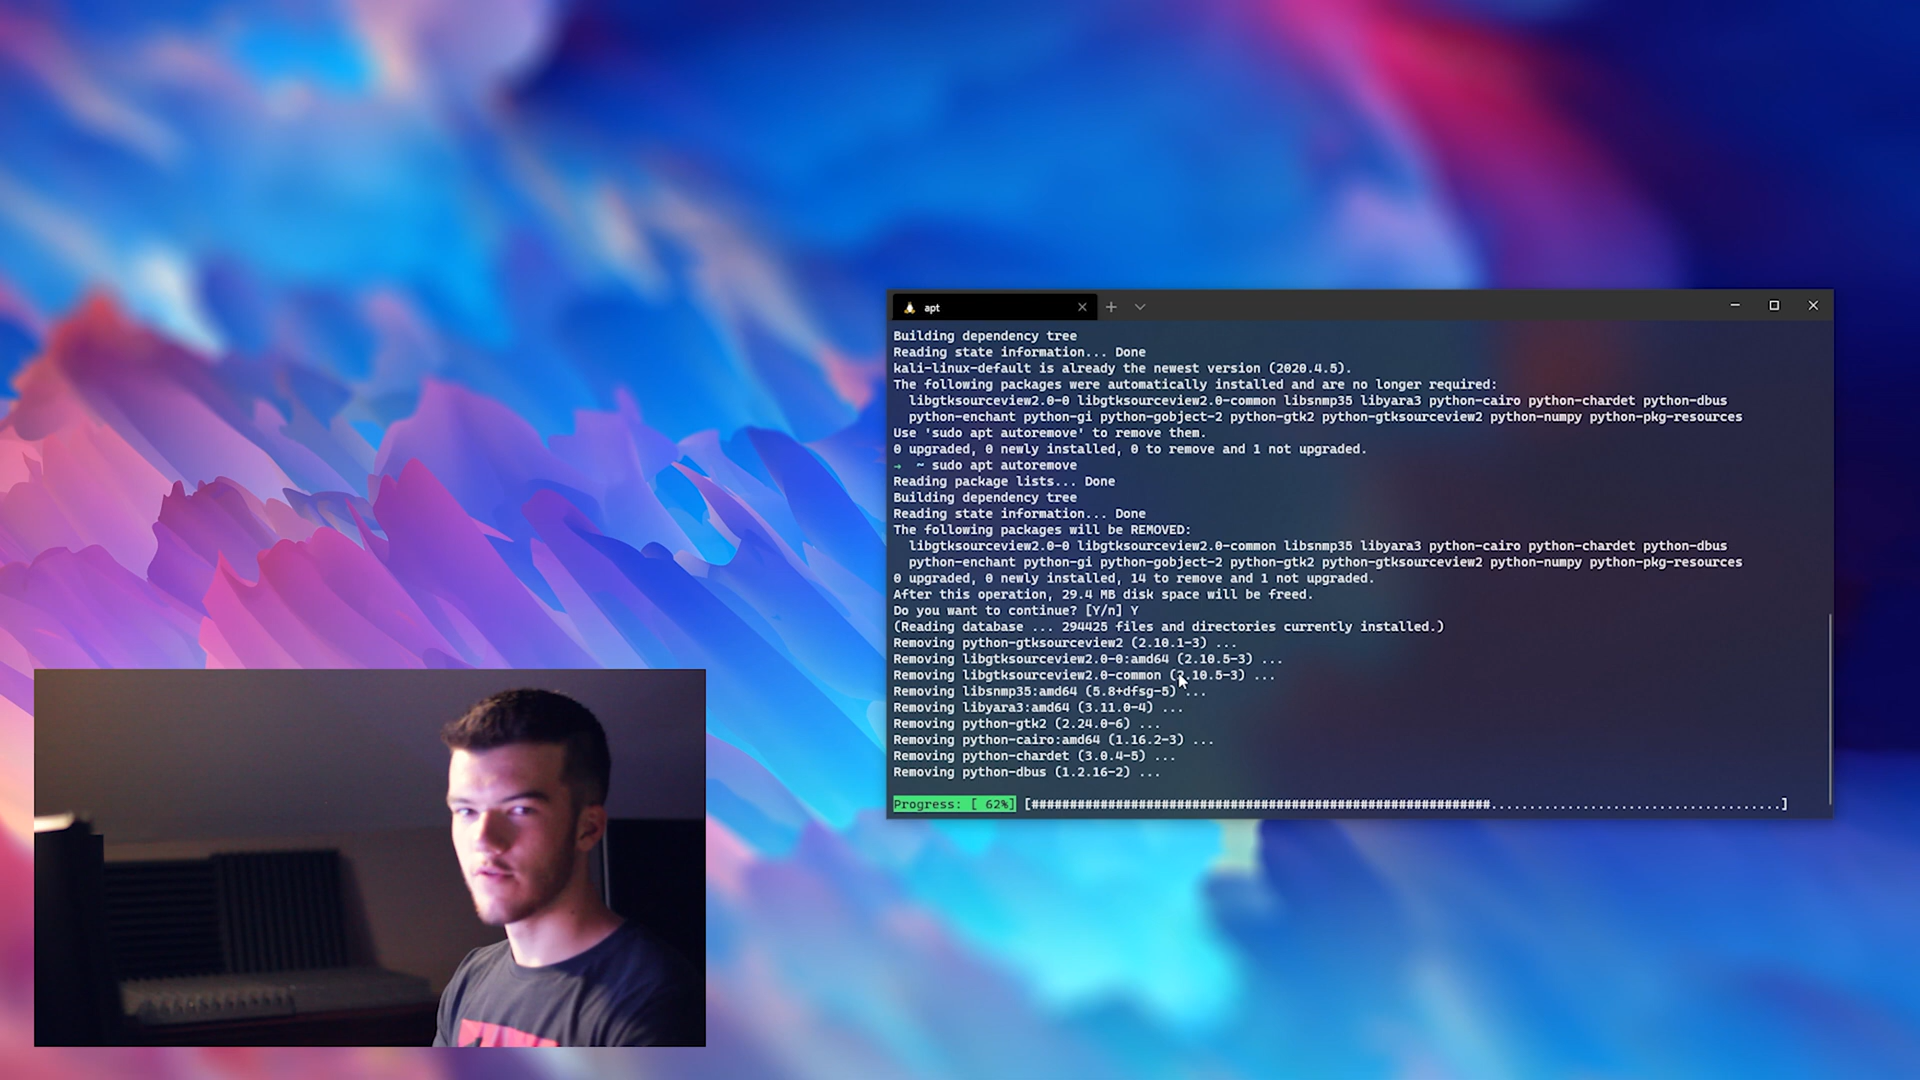 apt
Building dependency tree
Reading state information... Done
kali-linux-default is already the newest version (2020.4.5).
The following packages were automatically installed and are no longer required:
libgtksourceview2.0-0 libgtksourceview2.0-common libsnmp35 libyara3 python-cairo python-chardet python-dbus
python-enchant python-gi python-gobject-2 python-gtk2 python-gtksourceview2 python-numpy python-pkg-resources
Use 'sudo apt autoremove' to remove them.
0 upgraded, 0 newly installed, 0 to remove and 1 not upgraded.
→ ~ sudo apt autoremove
Reading package lists... Done
Building dependency tree
Reading state information... Done
The following packages will be REMOVED:
libgtksourceview2.0-0 libgtksourceview2.0-common libsnmp35 libyara3 python-cairo python-chardet python-dbus
python-enchant python-gi python-gobject-2 python-gtk2 python-gtksourceview2 python-numpy python-pkg-resources
0 upgraded, 0 newly installed, 14 to remove and 1 not upgraded.
After this operation, 29.4 MB disk space will be freed.
Do you want to continue? [Y/n] Y
(Reading database ... 294425 files and directories currently installed.)
Removing python-gtksourceview2 (2.10.1-3) ...
Removing libgtksourceview2.0-0:amd64 (2.10.5-3) ...
Removing libgtksourceview2.0-common (2.10.5-3) ...
Removing libsnmp35:amd64 (5.8+dfsg-5) ...
Removing libyara3:amd64 (3.11.0-4) ...
Removing python-gtk2 (2.24.0-6) ...
Removing python-cairo:amd64 (1.16.2-3) ...
Removing python-chardet (3.0.4-5) ...
Removing python-dbus (1.2.16-2) ...
Progress: [ 62%] [############################################################......................................]